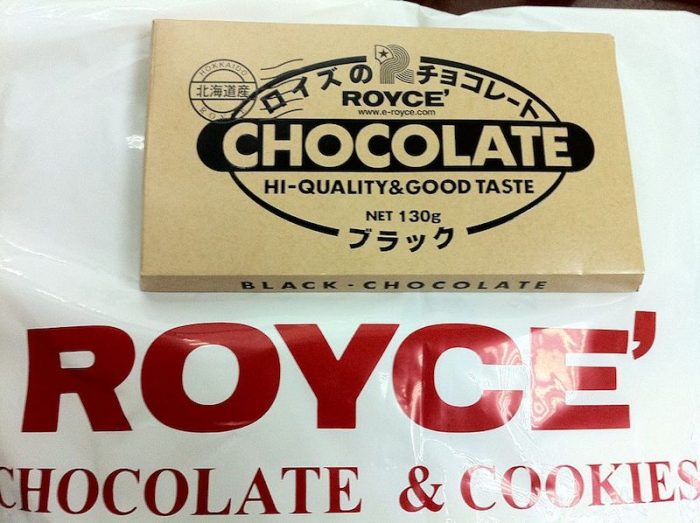 HOKKAIDO
北海道産
ROYCE'
ロイズの R チョコレート
ROYCE'
www.e-royce.com
CHOCOLATE
HI-QUALITY&GOOD TASTE
NET 130g
ブラック
BLACK・CHOCOLATE
ROYCE'
CHOCOLATE & COOKIES